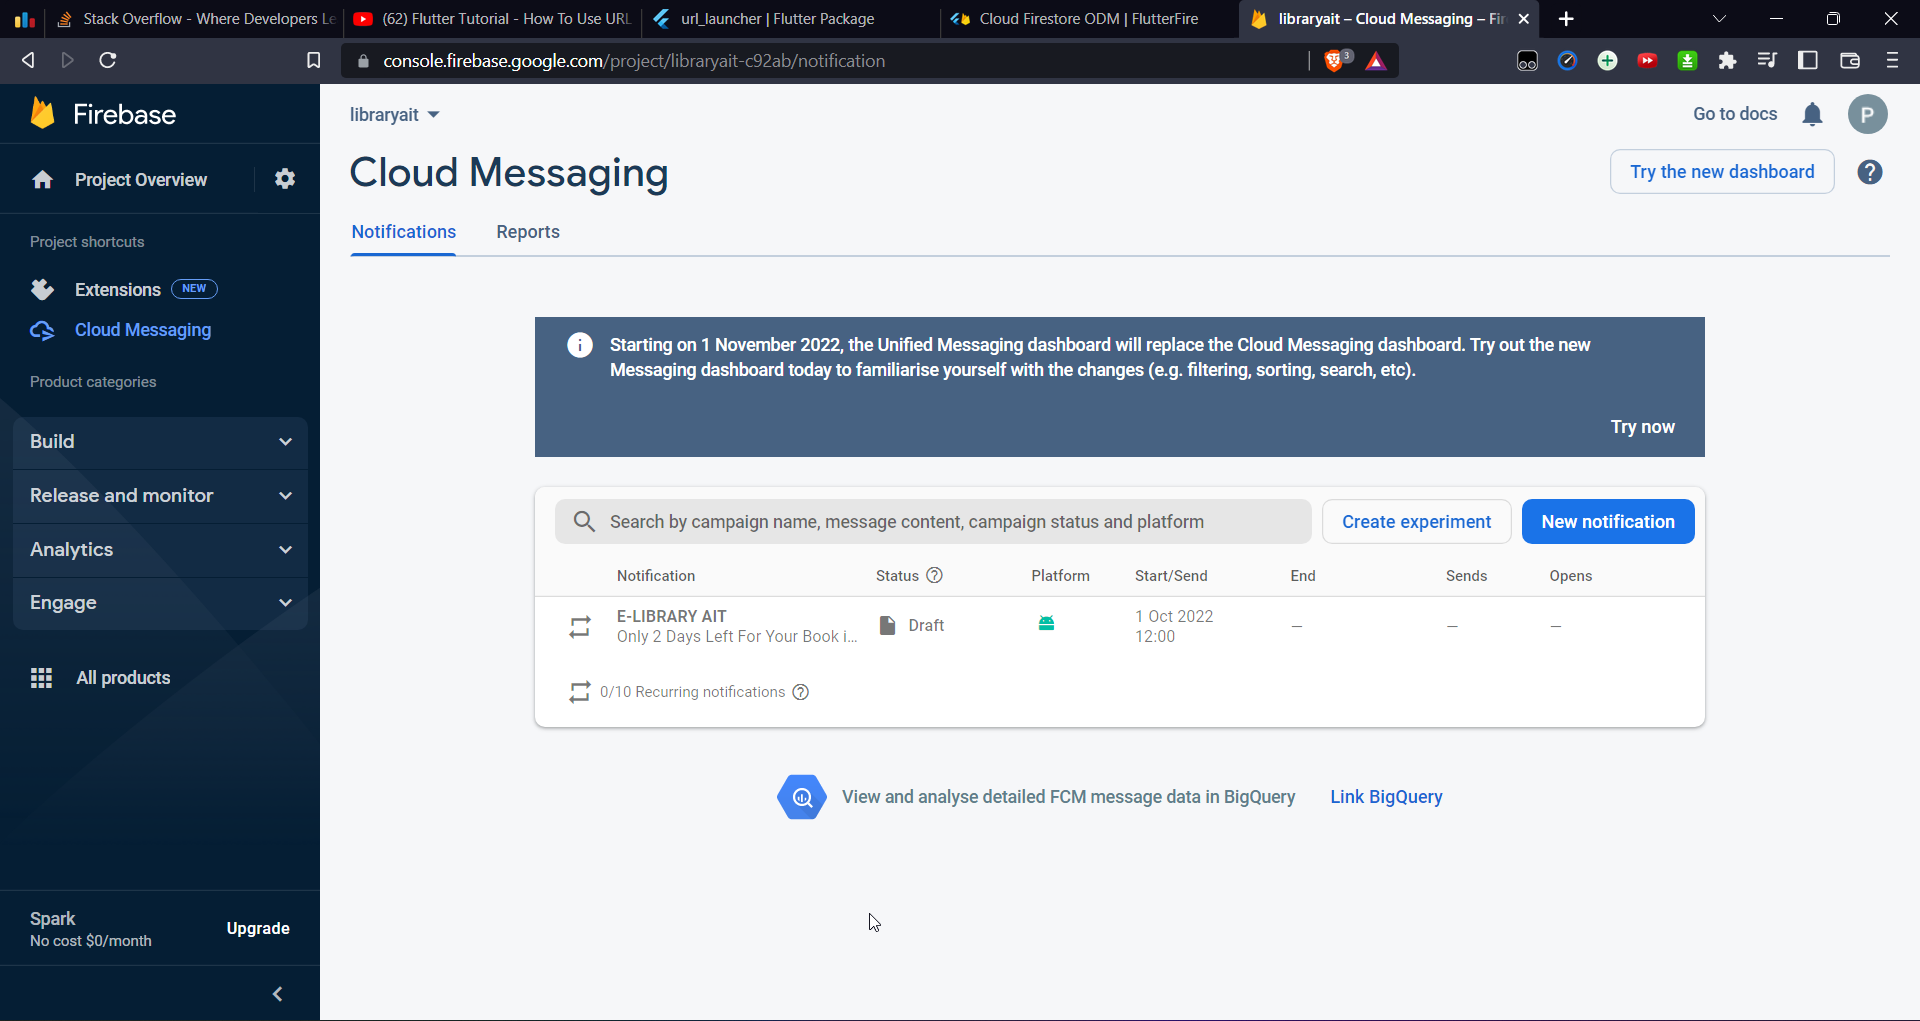 Stack Overflow - Where Developers Le
(62) Flutter Tutorial - How To Use URL
url_launcher | Flutter Package
Cloud Firestore ODM | FlutterFire
libraryait – Cloud Messaging – Fir
console.firebase.google.com/project/libraryait-c92ab/notification
3
Firebase
libraryait
Go to docs
P
Project Overview
Cloud Messaging
Try the new dashboard
Notifications
Reports
Project shortcuts
Extensions NEW
Cloud Messaging
Product categories
Build
Release and monitor
Analytics
Engage
All products
Spark
No cost $0/month
Upgrade
Starting on 1 November 2022, the Unified Messaging dashboard will replace the Cloud Messaging dashboard. Try out the new
Messaging dashboard today to familiarise yourself with the changes (e.g. filtering, sorting, search, etc).
Try now
Search by campaign name, message content, campaign status and platform
Create experiment
New notification
Notification Status Platform Start/Send End Sends Opens
E-LIBRARY AIT
Only 2 Days Left For Your Book i...
Draft
1 Oct 2022
12:00
– – –
0/10 Recurring notifications
View and analyse detailed FCM message data in BigQuery Link BigQuery